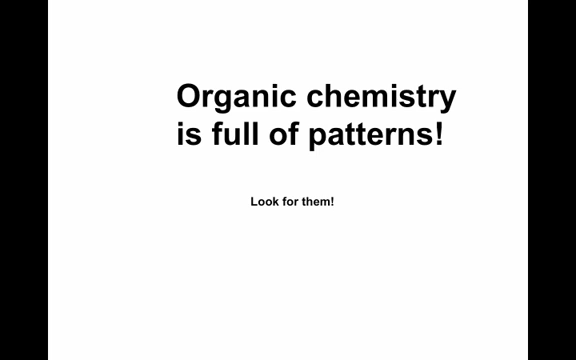 Organic chemistry
is full of patterns!
Look for them!